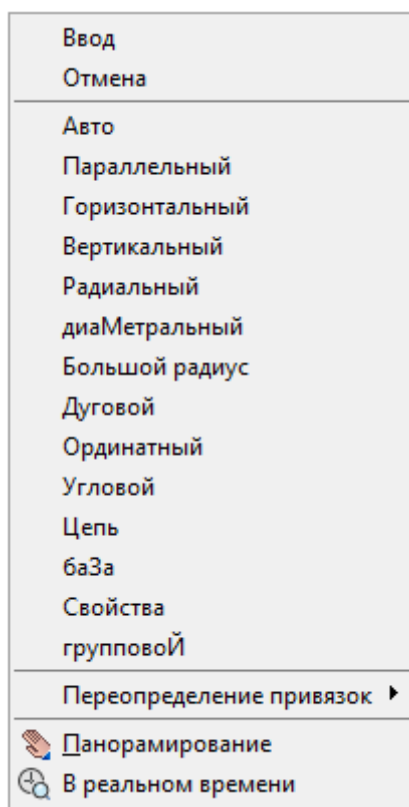 Ввод
Отмена
Авто
Параллельный
Горизонтальный
Вертикальный
Радиальный
диаМетральный
Большой радиус
Дуговой
Ординатный
Угловой
Цепь
баЗа
Свойства
групповоЙ
Переопределение привязок
Панорамирование
В реальном времени